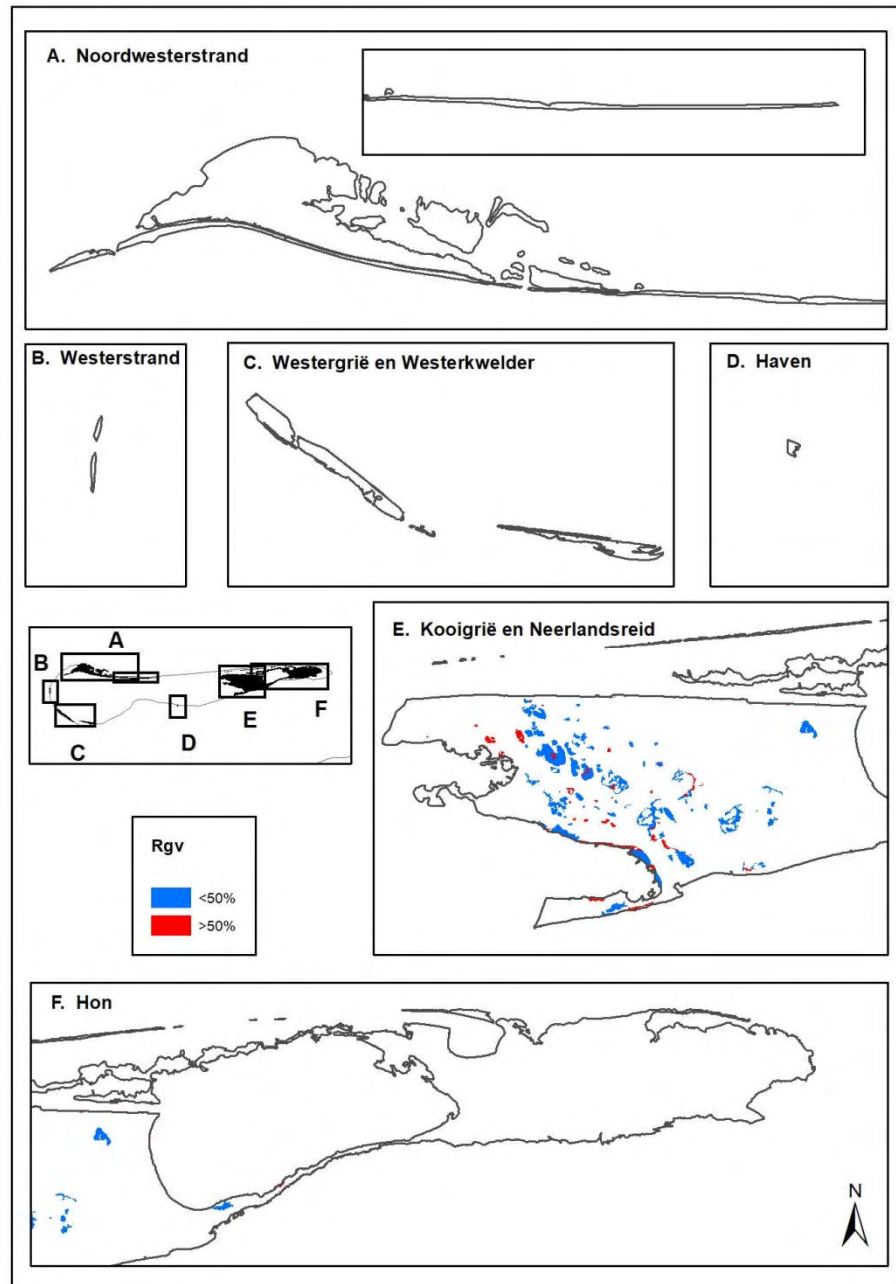 A. Noordwesterstrand
B. Westerstrand
C. Westergrië en Westerkwelder
D. Haven
A
B
C
D
E
F
E. Kooigrië en Neerlandsreid
Rgv
<50%
>50%
F. Hon
N